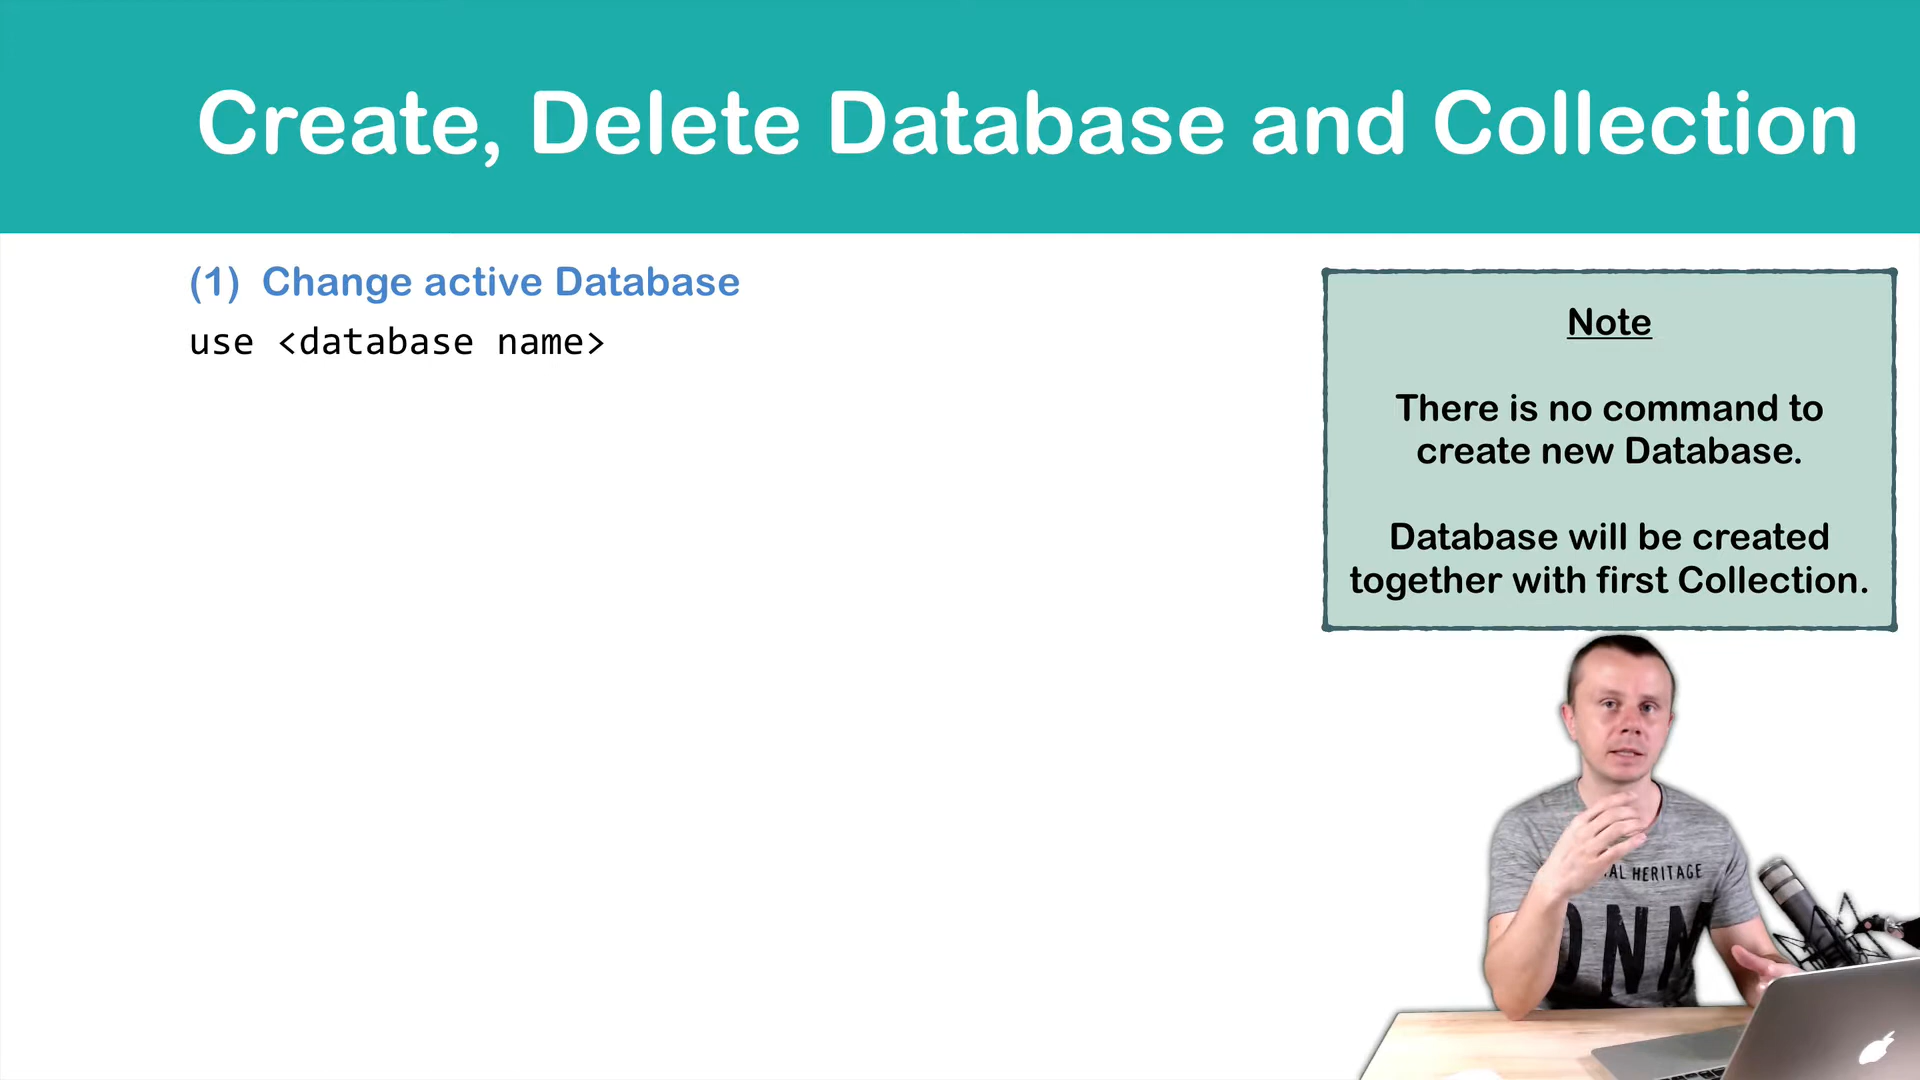 Create, Delete Database and Collection
(1) Change active Database
use <database name>
Note
There is no command to
create new Database.
Database will be created
together with first Collection.
AL HERITAGE